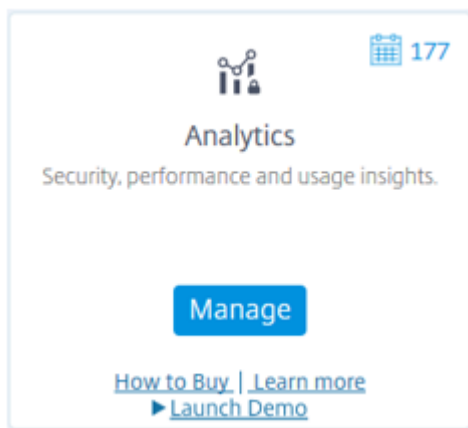 177
Analytics
Security, performance and usage insights.
Manage
How to Buy | Learn more
▶ Launch Demo